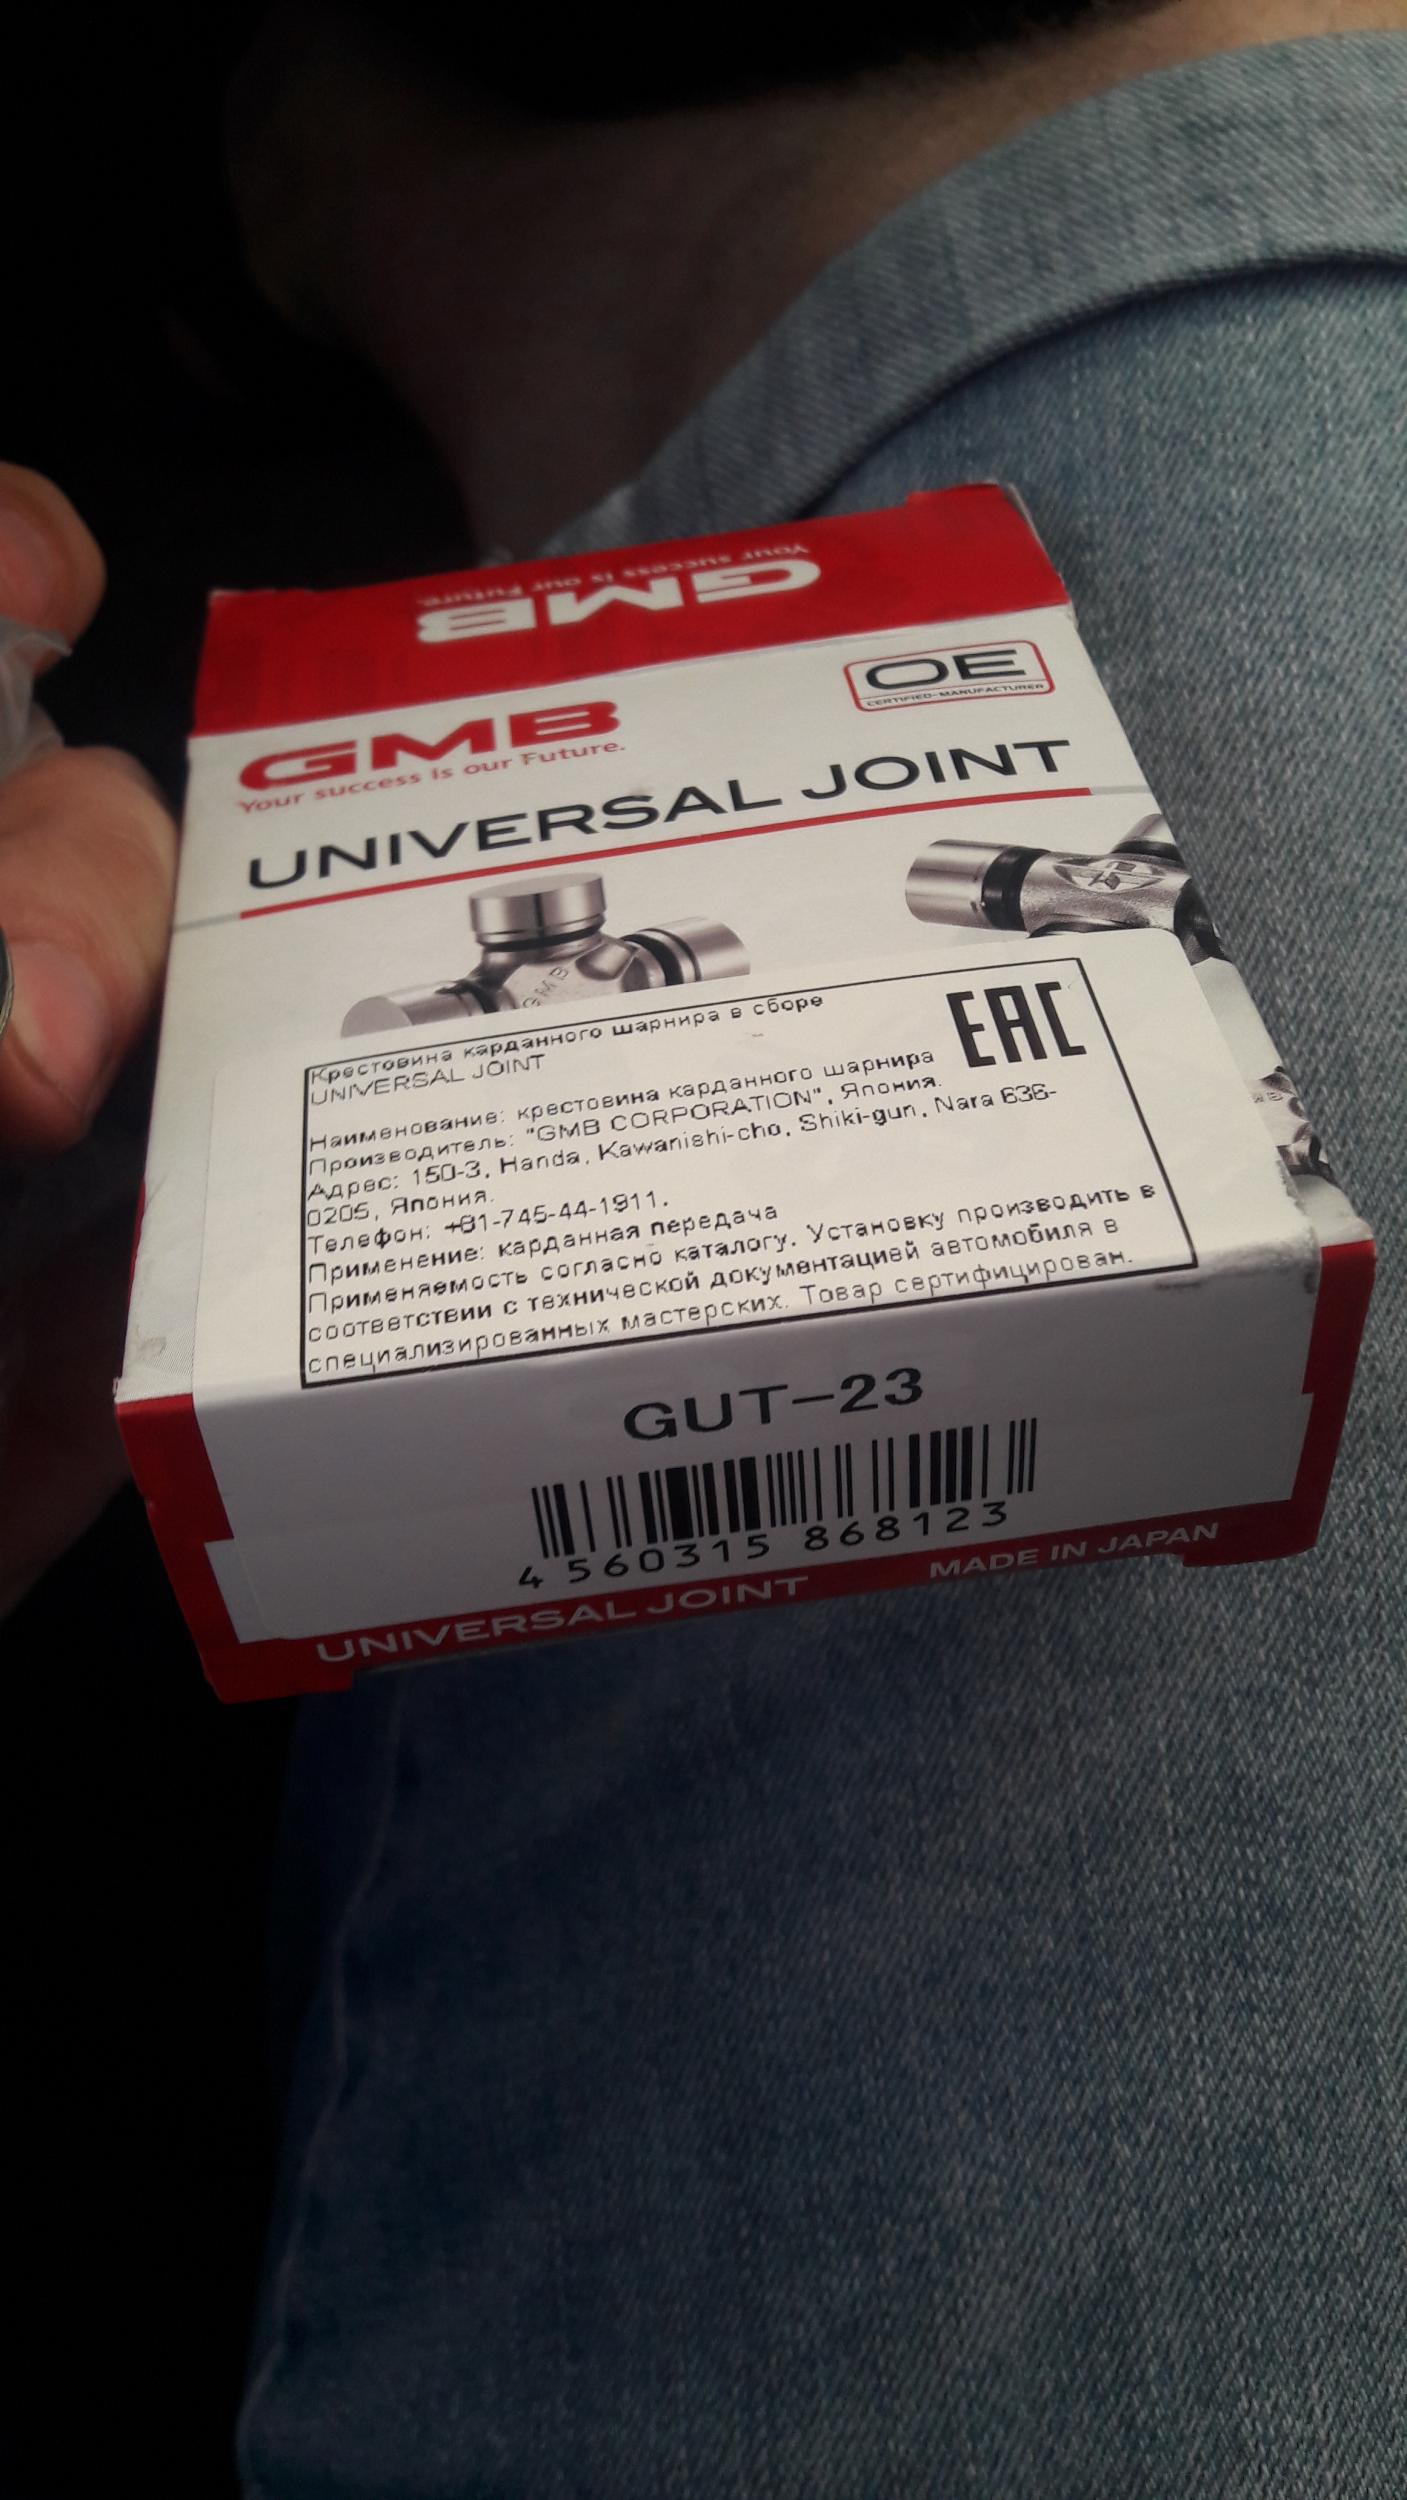 GMB
Your success is our Future.
GMB
Your success is our Future.
OE
CERTIFIED-MANUFACTURER
UNIVERSAL JOINT
GMB
Крестовина карданного шарнира в сборе
UNIVERSAL JOINT
EAC
Наименование: крестовина карданного шарнира
Производитель: "GMB CORPORATION", Япония.
Адрес: 150-3, Handa, Kawanishi-cho, Shiki-gun, Nara 636-
0205, Япония.
Телефон: +81-745-44-1911.
Применение: карданная передача
Применяемость согласно каталогу. Установку производить в
соответствии с технической документацией автомобиля в
специализированных мастерских. Товар сертифицирован.
GUT-23
4 560315 868123
UNIVERSAL JOINT MADE IN JAPAN